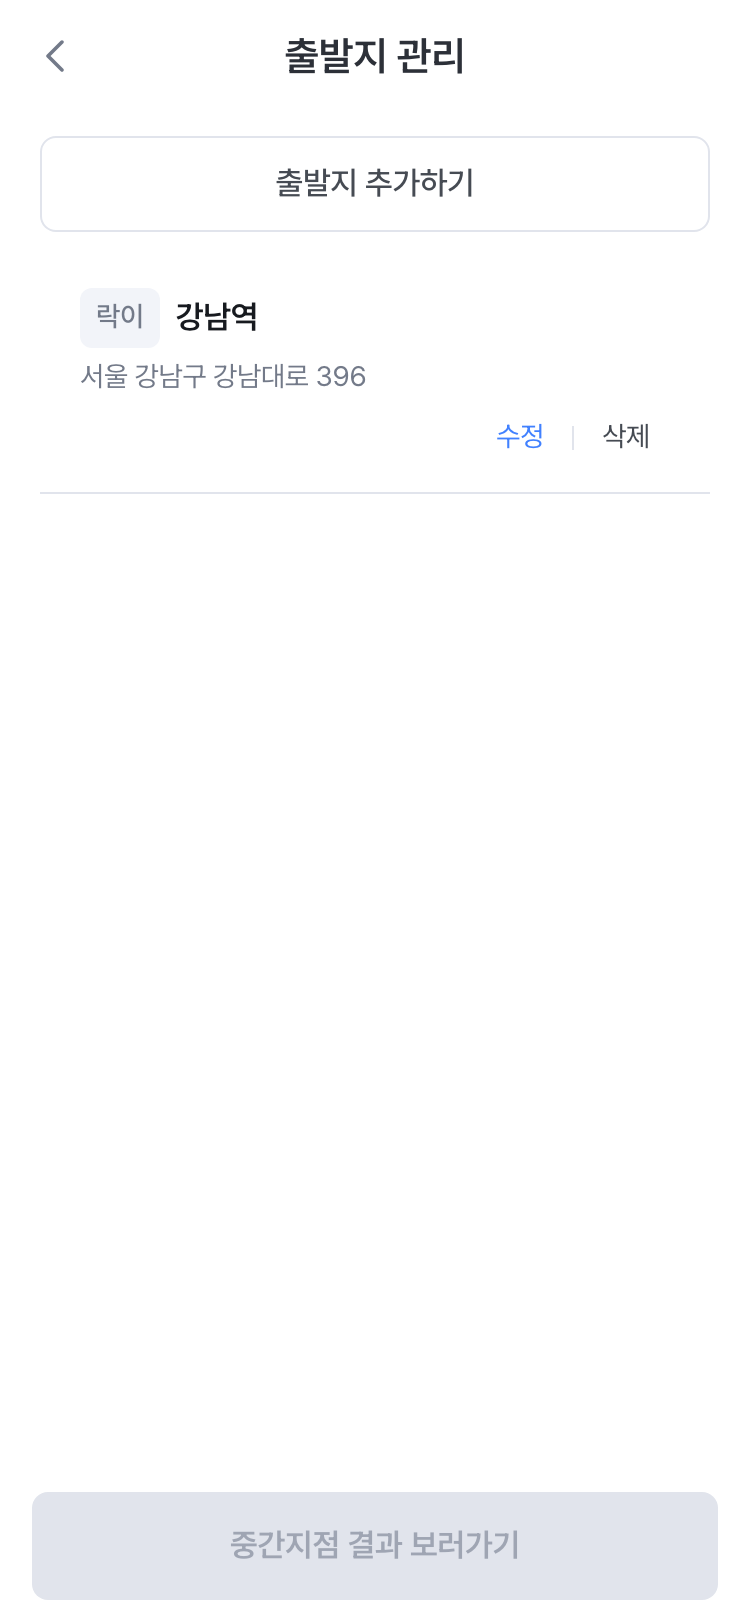 출발지 관리
출발지 추가하기
락이 강남역
서울 강남구 강남대로 396
수정 | 삭제
중간지점 결과 보러가기